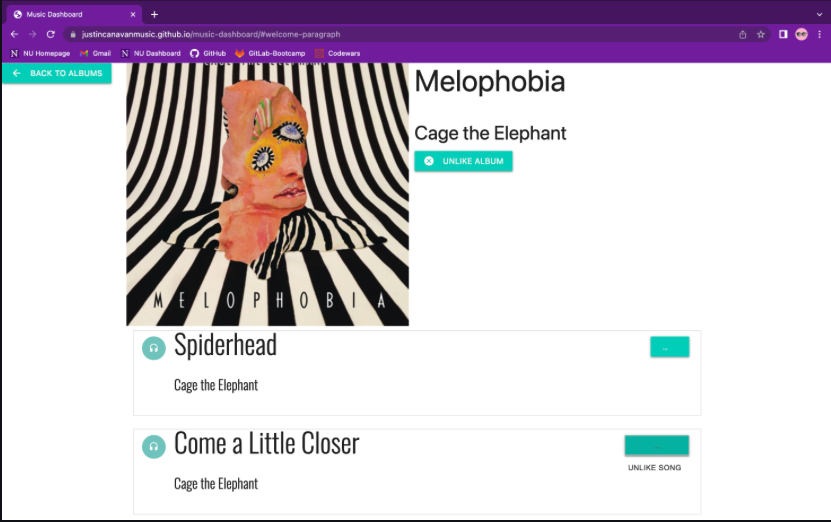 Music Dashboard
justincanavanmusic.github.io/music-dashboard/#welcome-paragraph
NU Homepage Gmail NU Dashboard GitHub GitLab-Bootcamp Codewars
BACK TO ALBUMS
Melophobia
Cage the Elephant
UNLIKE ALBUM
MELOPHOBIA
Spiderhead
Cage the Elephant
Come a Little Closer
UNLIKE SONG
Cage the Elephant